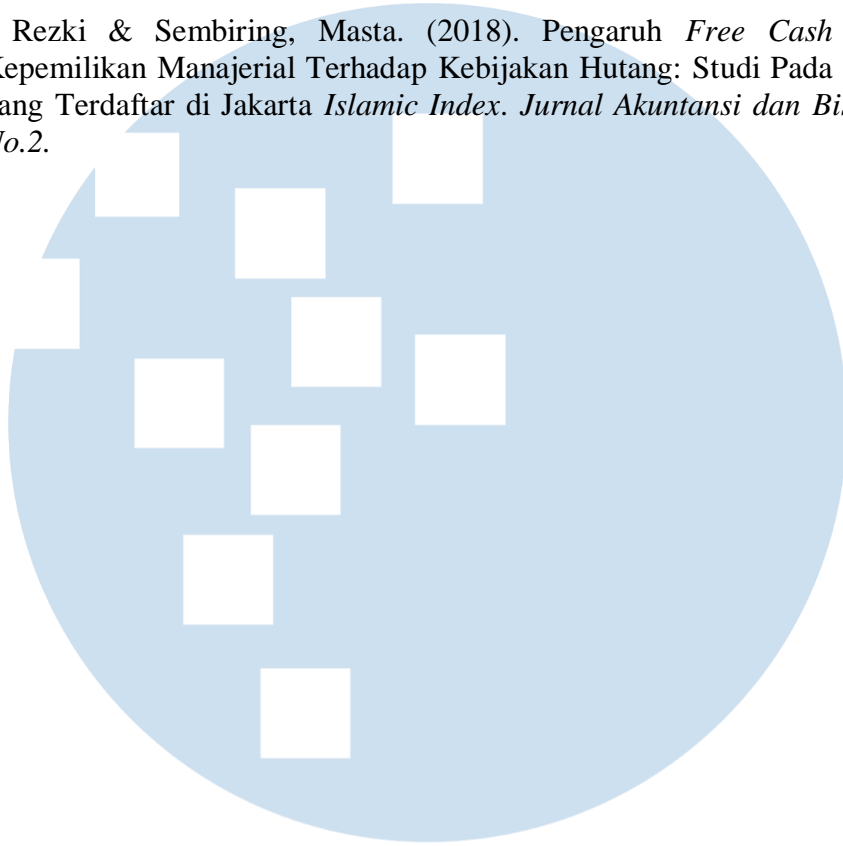 Rezki & Sembiring, Masta. (2018). Pengaruh Free Cash
Kepemilikan Manajerial Terhadap Kebijakan Hutang: Studi Pada
ang Terdaftar di Jakarta Islamic Index. Jurnal Akuntansi dan Bis
No.2.